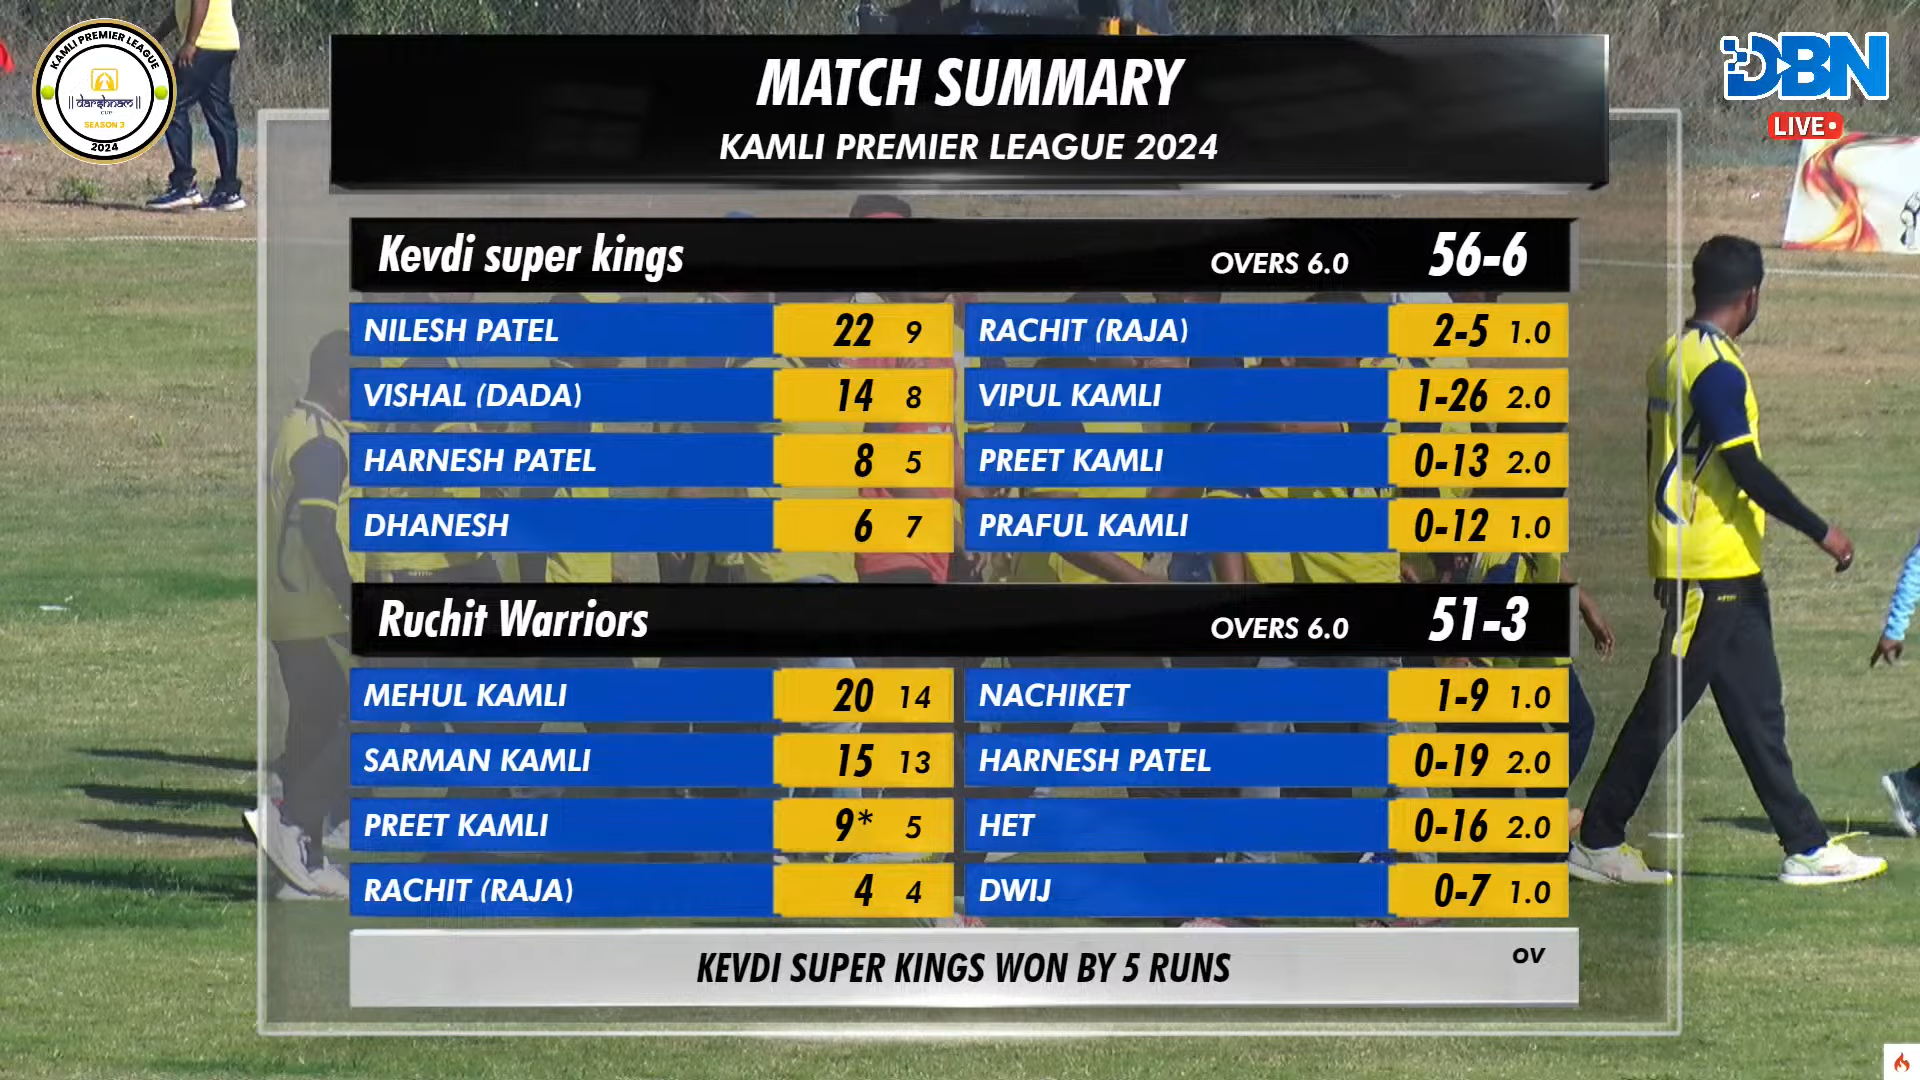 KAMLI PREMIER LEAGUE
|| darshnam ||
CUP
SEASON 3
2024
DBN
LIVE
MATCH SUMMARY
KAMLI PREMIER LEAGUE 2024
Kevdi super kings OVERS 6.0 56-6
NILESH PATEL 22 9 RACHIT (RAJA) 2-5 1.0
VISHAL (DADA) 14 8 VIPUL KAMLI 1-26 2.0
HARNESH PATEL 8 5 PREET KAMLI 0-13 2.0
DHANESH 6 7 PRAFUL KAMLI 0-12 1.0
Ruchit Warriors OVERS 6.0 51-3
MEHUL KAMLI 20 14 NACHIKET 1-9 1.0
SARMAN KAMLI 15 13 HARNESH PATEL 0-19 2.0
PREET KAMLI 9* 5 HET 0-16 2.0
RACHIT (RAJA) 4 4 DWIJ 0-7 1.0
KEVDI SUPER KINGS WON BY 5 RUNS OV